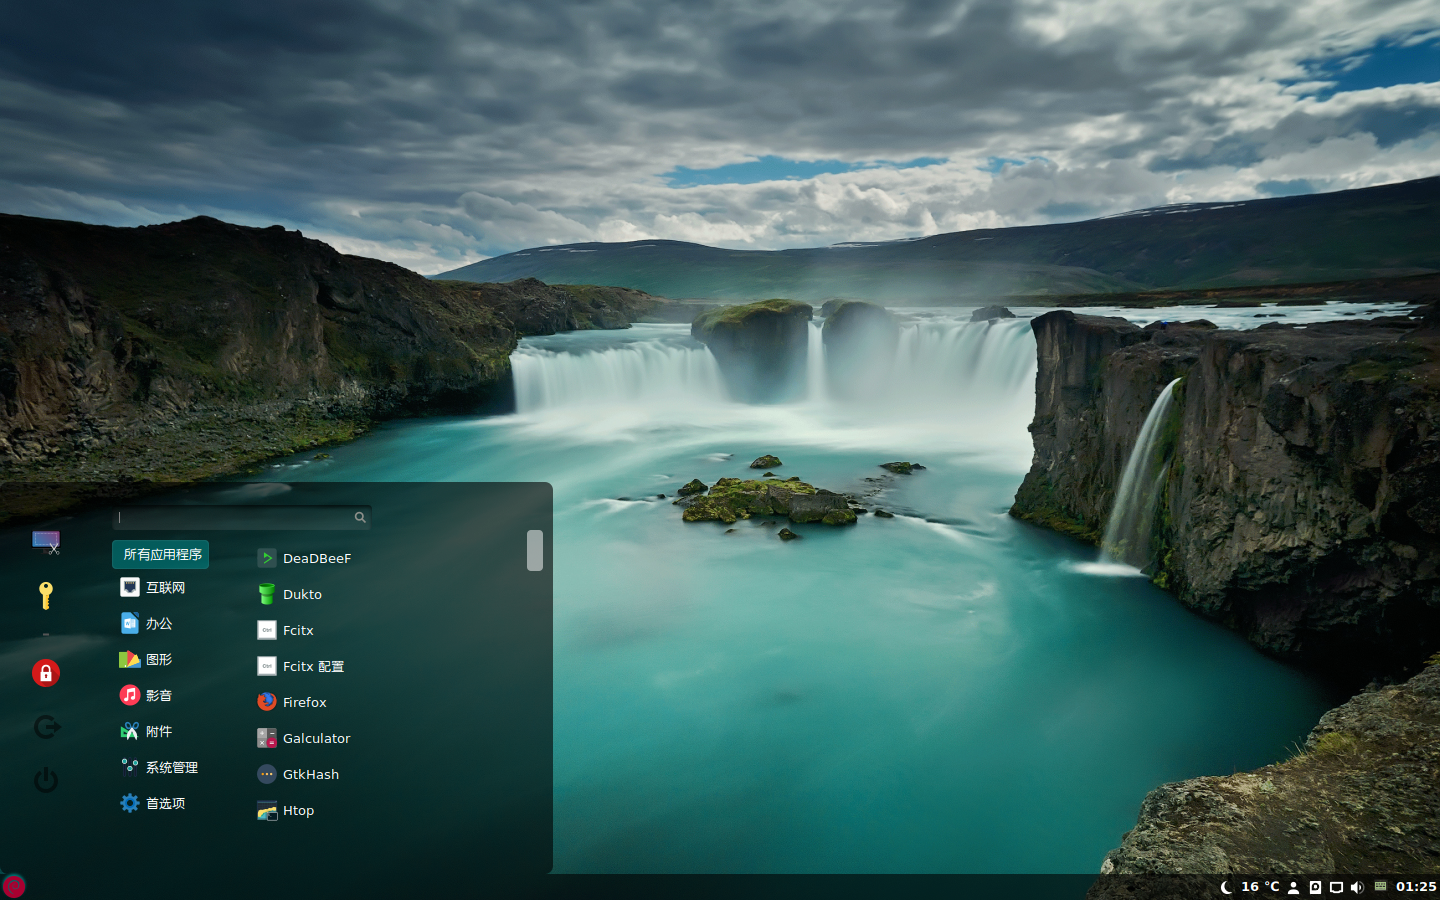 所有应用程序
互联网
办公
图形
影音
附件
系统管理
首选项
DeaDBeeF
Dukto
Fcitx
Fcitx 配置
Firefox
Galculator
GtkHash
Htop
16 °C
01:25